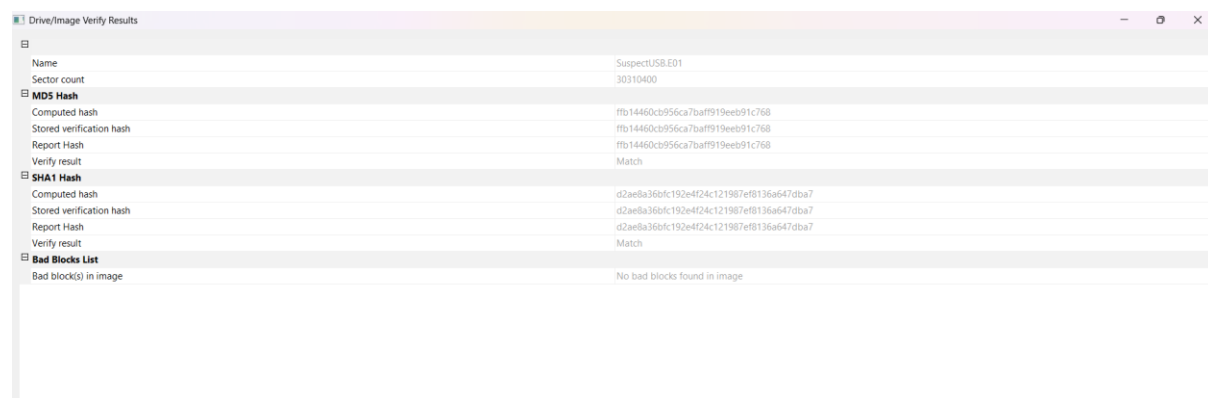 Drive/Image Verify Results
Name SuspectUSB.E01
Sector count 30310400
MD5 Hash
Computed hash ffb14460cb956ca7baff919eeb91c768
Stored verification hash ffb14460cb956ca7baff919eeb91c768
Report Hash ffb14460cb956ca7baff919eeb91c768
Verify result Match
SHA1 Hash
Computed hash d2ae8a36bfc192e4f24c121987ef8136a647dba7
Stored verification hash d2ae8a36bfc192e4f24c121987ef8136a647dba7
Report Hash d2ae8a36bfc192e4f24c121987ef8136a647dba7
Verify result Match
Bad Blocks List
Bad block(s) in image No bad blocks found in image